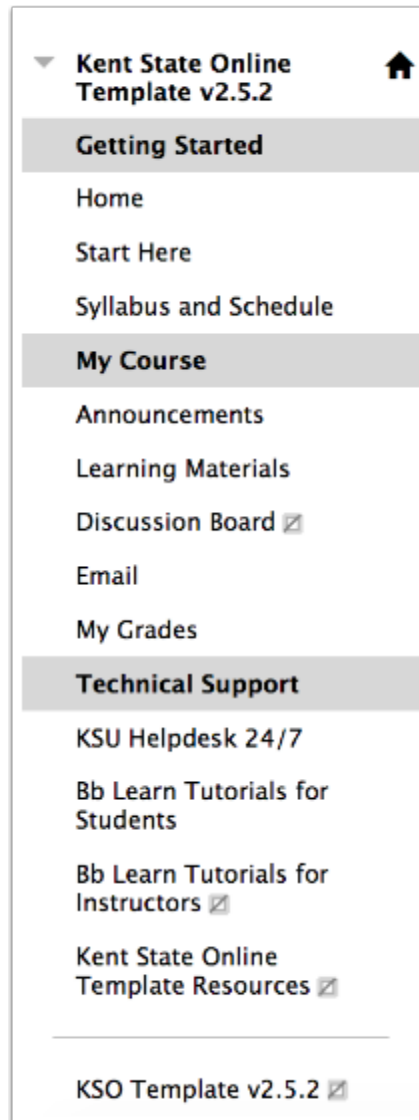 Kent State Online
Template v2.5.2
Getting Started
Home
Start Here
Syllabus and Schedule
My Course
Announcements
Learning Materials
Discussion Board
Email
My Grades
Technical Support
KSU Helpdesk 24/7
Bb Learn Tutorials for
Students
Bb Learn Tutorials for
Instructors
Kent State Online
Template Resources
KSO Template v2.5.2